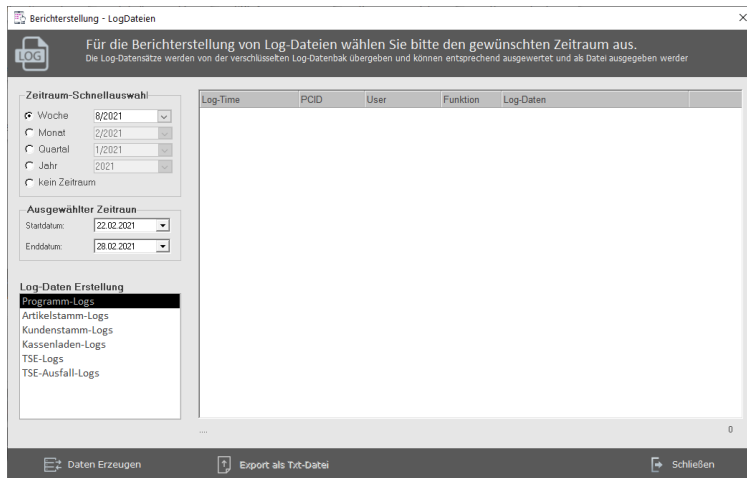 Berichterstellung - LogDateien
LOG
Für die Berichterstellung von Log-Dateien wählen Sie bitte den gewünschten Zeitraum aus.
Die Log-Datensätze werden von der verschlüsselten Log-Datenbak übergeben und können entsprechend ausgewertet und als Datei ausgegeben werder
Zeitraum-Schnellauswahl
Woche 8/2021
Monat 2/2021
Quartal 1/2021
Jahr 2021
kein Zeitraum
Ausgewählter Zeitraun
Startdatum: 22.02.2021
Enddatum: 28.02.2021
Log-Daten Erstellung
Programm-Logs
Artikelstamm-Logs
Kundenstamm-Logs
Kassenladen-Logs
TSE-Logs
TSE-Ausfall-Logs
Log-Time PCID User Funktion Log-Daten
.... 0
Daten Erzeugen Export als Txt-Datei Schließen